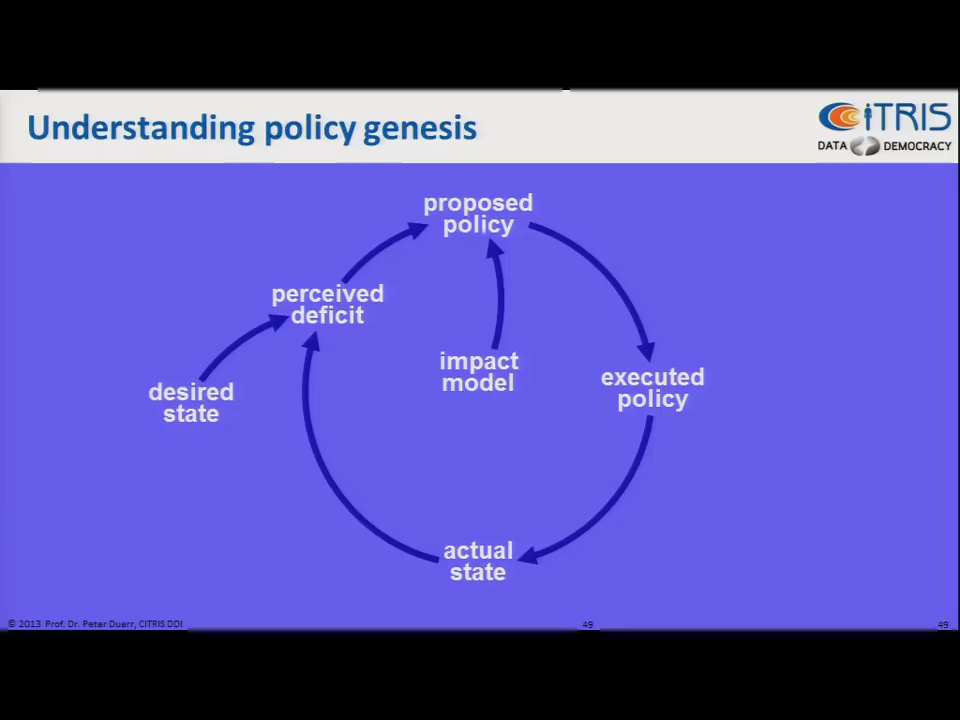 Understanding policy genesis
CiTRIS
DATA DEMOCRACY
proposed
policy
perceived
deficit
impact
model
executed
policy
desired
state
actual
state
© 2013 Prof. Dr. Peter Duerr, CITRIS DDI
49
49